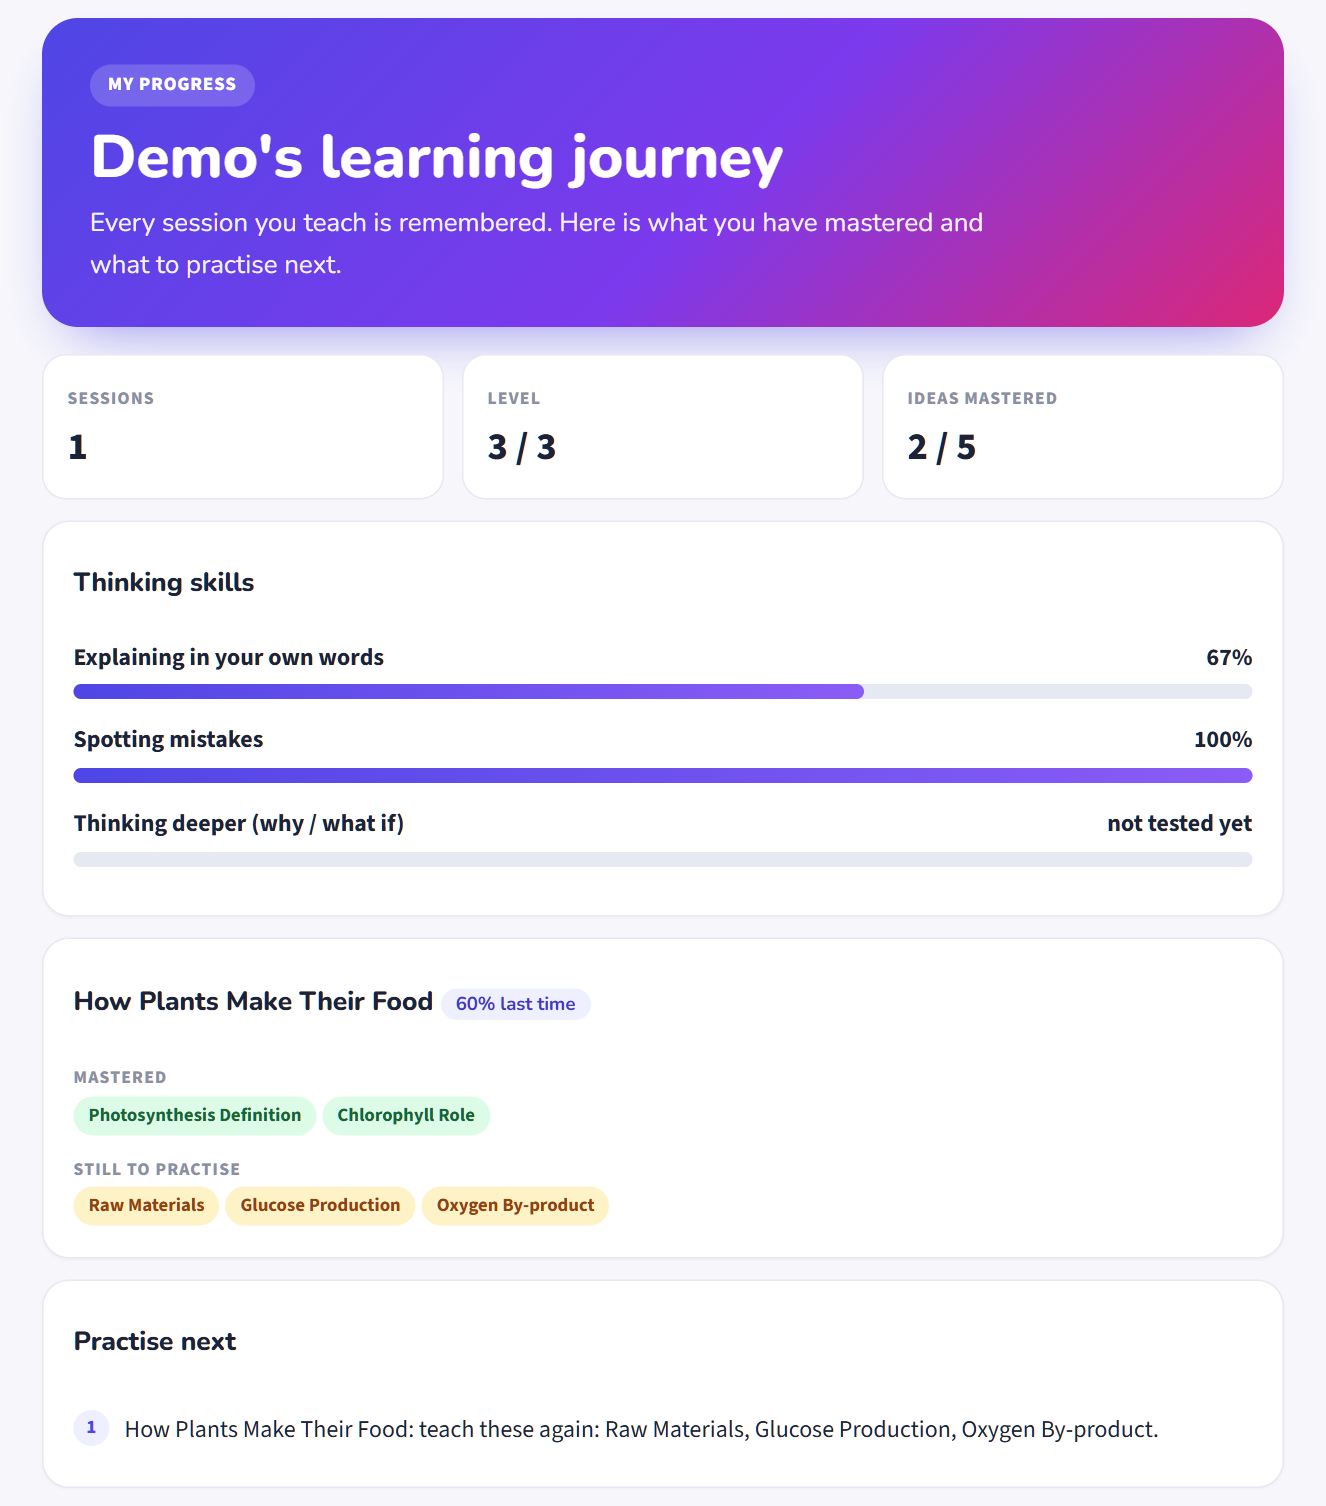 MY PROGRESS
Demo's learning journey
Every session you teach is remembered. Here is what you have mastered and
what to practise next.
SESSIONS
1
LEVEL
3 / 3
IDEAS MASTERED
2 / 5
Thinking skills
Explaining in your own words 67%
Spotting mistakes 100%
Thinking deeper (why / what if) not tested yet
How Plants Make Their Food 60% last time
MASTERED
Photosynthesis Definition Chlorophyll Role
STILL TO PRACTISE
Raw Materials Glucose Production Oxygen By-product
Practise next
1 How Plants Make Their Food: teach these again: Raw Materials, Glucose Production, Oxygen By-product.